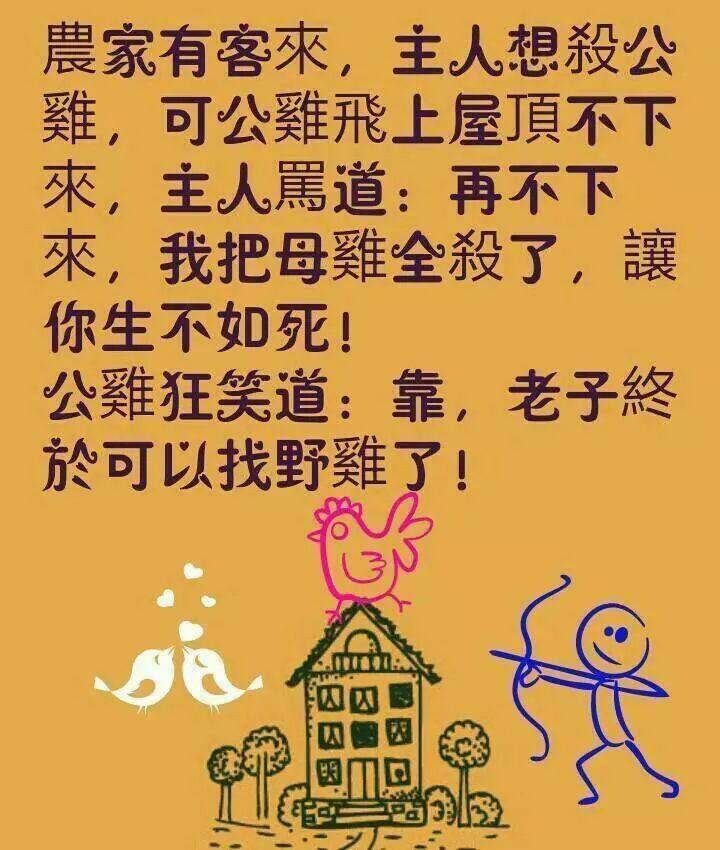 農家有客來，主人想殺公
雞，可公雞飛上屋頂不下
來，主人罵道：再不下
來，我把母雞全殺了，讓
你生不如死！
公雞狂笑道：靠，老子終
於可以找野雞了！